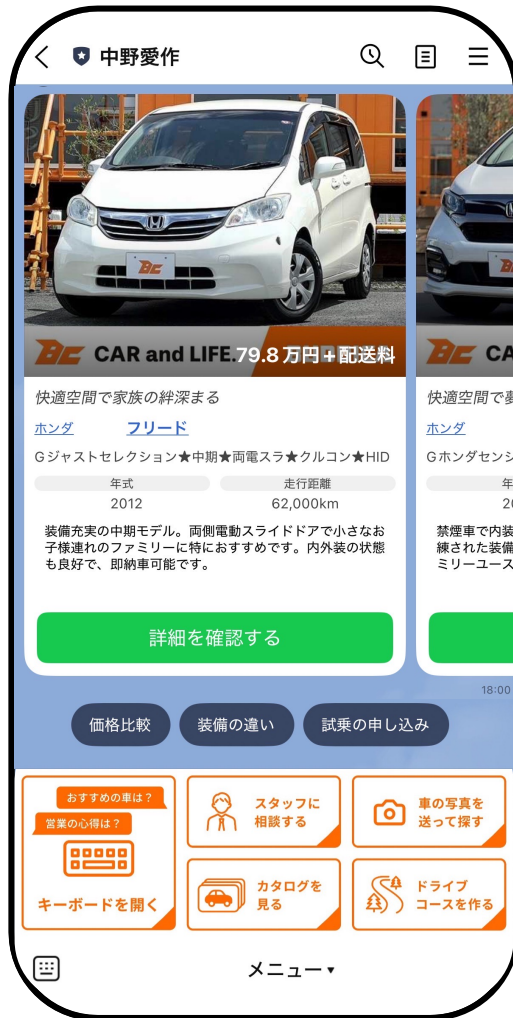 中野愛作
BC
BC CAR and LIFE.
79.8万円+配送料
快適空間で家族の絆深まる
ホンダ フリード
Gジャストセレクション★中期★両電スラ★クルコン★HID
年式 走行距離
2012 62,000km
装備充実の中期モデル。両側電動スライドドアで小さなお
子様連れのファミリーに特におすすめです。内外装の状態
も良好で、即納車可能です。
詳細を確認する
BC CA
快適空間で
ホンダ
Gホンダセンシ
年
禁煙車で内装
練された装備
ミリーユース
18:00
価格比較
装備の違い
試乗の申し込み
おすすめの車は？
営業の心得は？
キーボードを開く
スタッフに
相談する
車の写真を
送って探す
カタログを
見る
ドライブ
コースを作る
メニュー▾